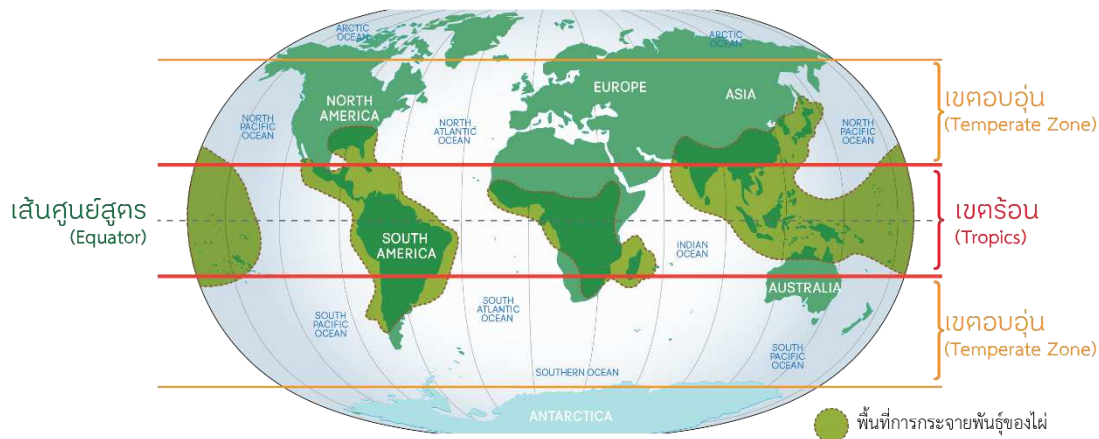 ARCTIC
OCEAN
ARCTIC
OCEAN
EUROPE
ASIA
NORTH
AMERICA
NORTH
PACIFIC
OCEAN
NORTH
ATLANTIC
OCEAN
NORTH
PACIFIC
OCEAN
เขตอบอุ่น
(Temperate Zone)
เส้นศูนย์สูตร
(Equator)
เขตร้อน
(Tropics)
SOUTH
AMERICA
INDIAN
OCEAN
AUSTRALIA
SOUTH
PACIFIC
OCEAN
SOUTH
ATLANTIC
OCEAN
เขตอบอุ่น
(Temperate Zone)
SOUTH
PACIFIC
OCEAN
SOUTHERN OCEAN
ANTARCTICA
พื้นที่การกระจายพันธุ์ของไผ่